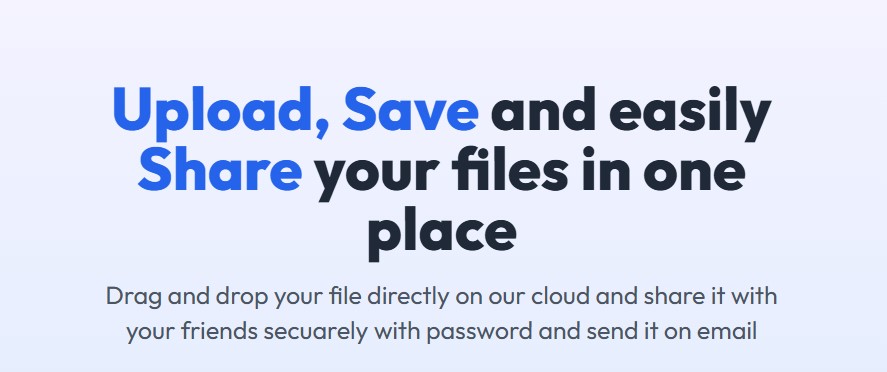 Upload, Save and easily
Share your files in one
place
Drag and drop your file directly on our cloud and share it with
your friends secuarely with password and send it on email